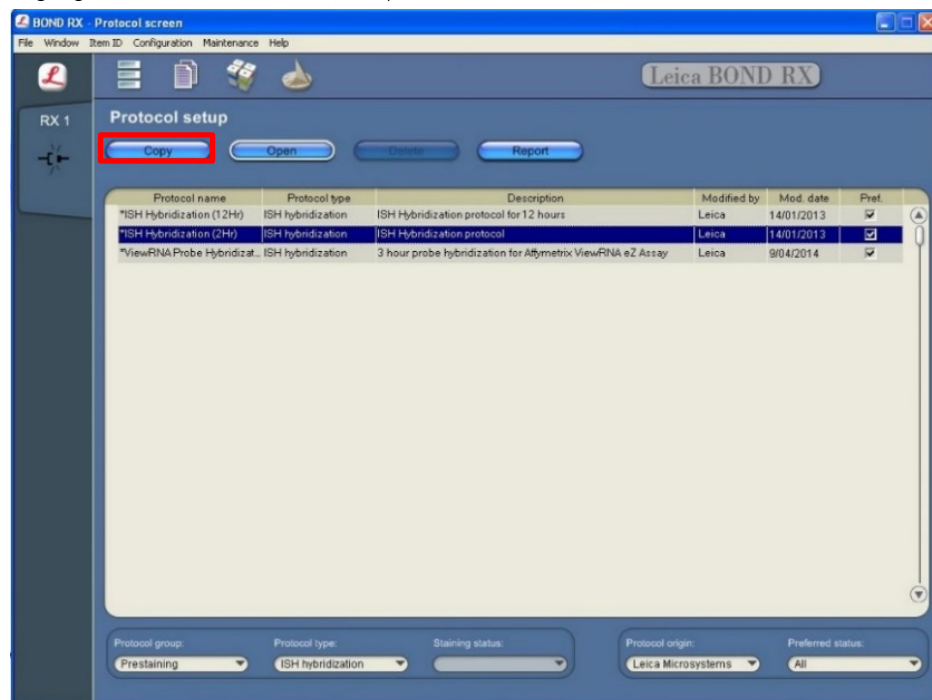 BOND RX - Protocol screen
File Window Item ID Configuration Maintenance Help
Leica BOND RX
RX 1
Protocol setup
Copy Open Delete Report
Protocol name Protocol type Description Modified by Mod. date Pref.
*ISH Hybridization (12Hr) ISH hybridization ISH Hybridization protocol for 12 hours Leica 14/01/2013
*ISH Hybridization (2Hr) ISH hybridization ISH Hybridization protocol Leica 14/01/2013
*ViewRNA Probe Hybridizat... ISH hybridization 3 hour probe hybridization for Affymetrix ViewRNA eZ Assay Leica 9/04/2014
Protocol group: Protocol type: Staining status: Protocol origin: Preferred status:
Prestaining ISH hybridization Leica Microsystems All